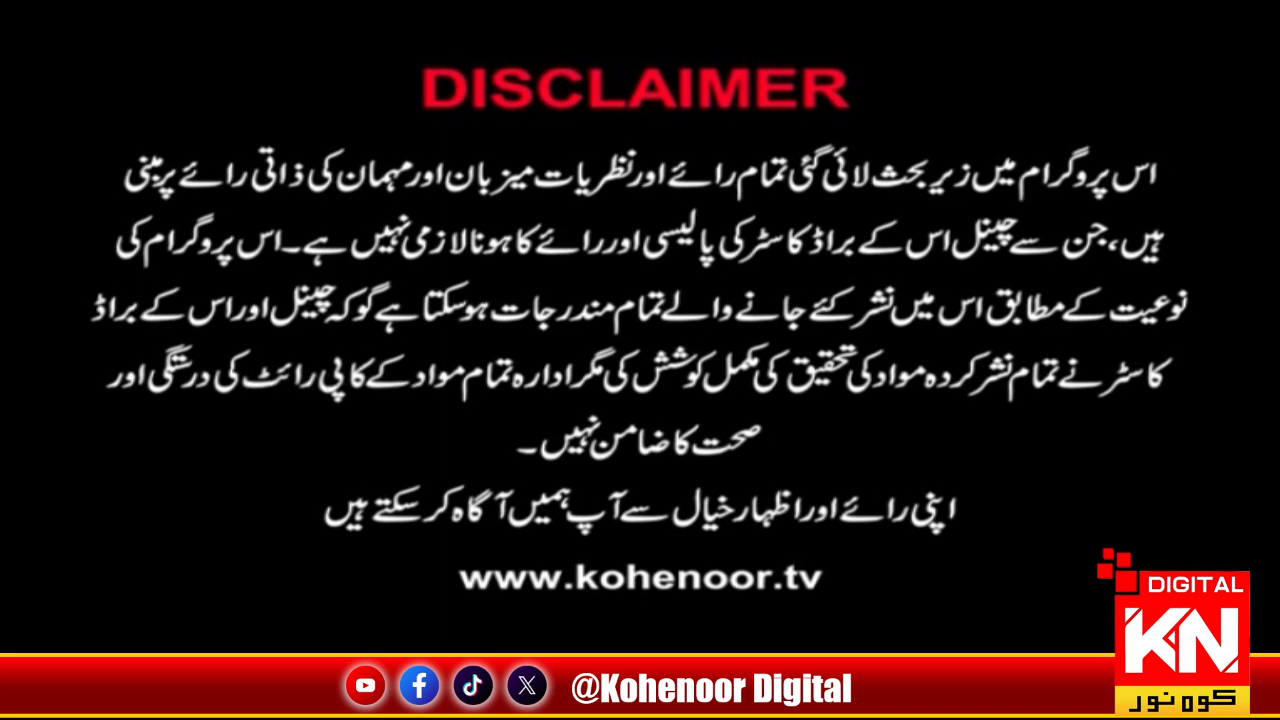 DISCLAIMER
اس پروگرام میں زیر بحث لائی گئی تمام رائے اور نظریات میزبان اور مہمان کی ذاتی رائے پر مبنی
ہیں، جن سے چینل اس کے براڈ کاسٹر کی پالیسی اور رائے کا ہونا لازمی نہیں ہے۔ اس پروگرام کی
نوعیت کے مطابق اس میں نشر کئے جانے والے تمام مندرجات ہو سکتا ہے گو کہ چینل اور اس کے براڈ
کاسٹر نے تمام نشر کردہ مواد کی تحقیق کی مکمل کوشش کی مگر ادارہ تمام مواد کے کاپی رائٹ کی درستگی اور
صحت کا ضامن نہیں۔
اپنی رائے اور اظہار خیال سے آپ ہمیں آگاہ کر سکتے ہیں
www.kohenoor.tv
DIGITAL
KN
کوہ نور
@Kohenoor Digital